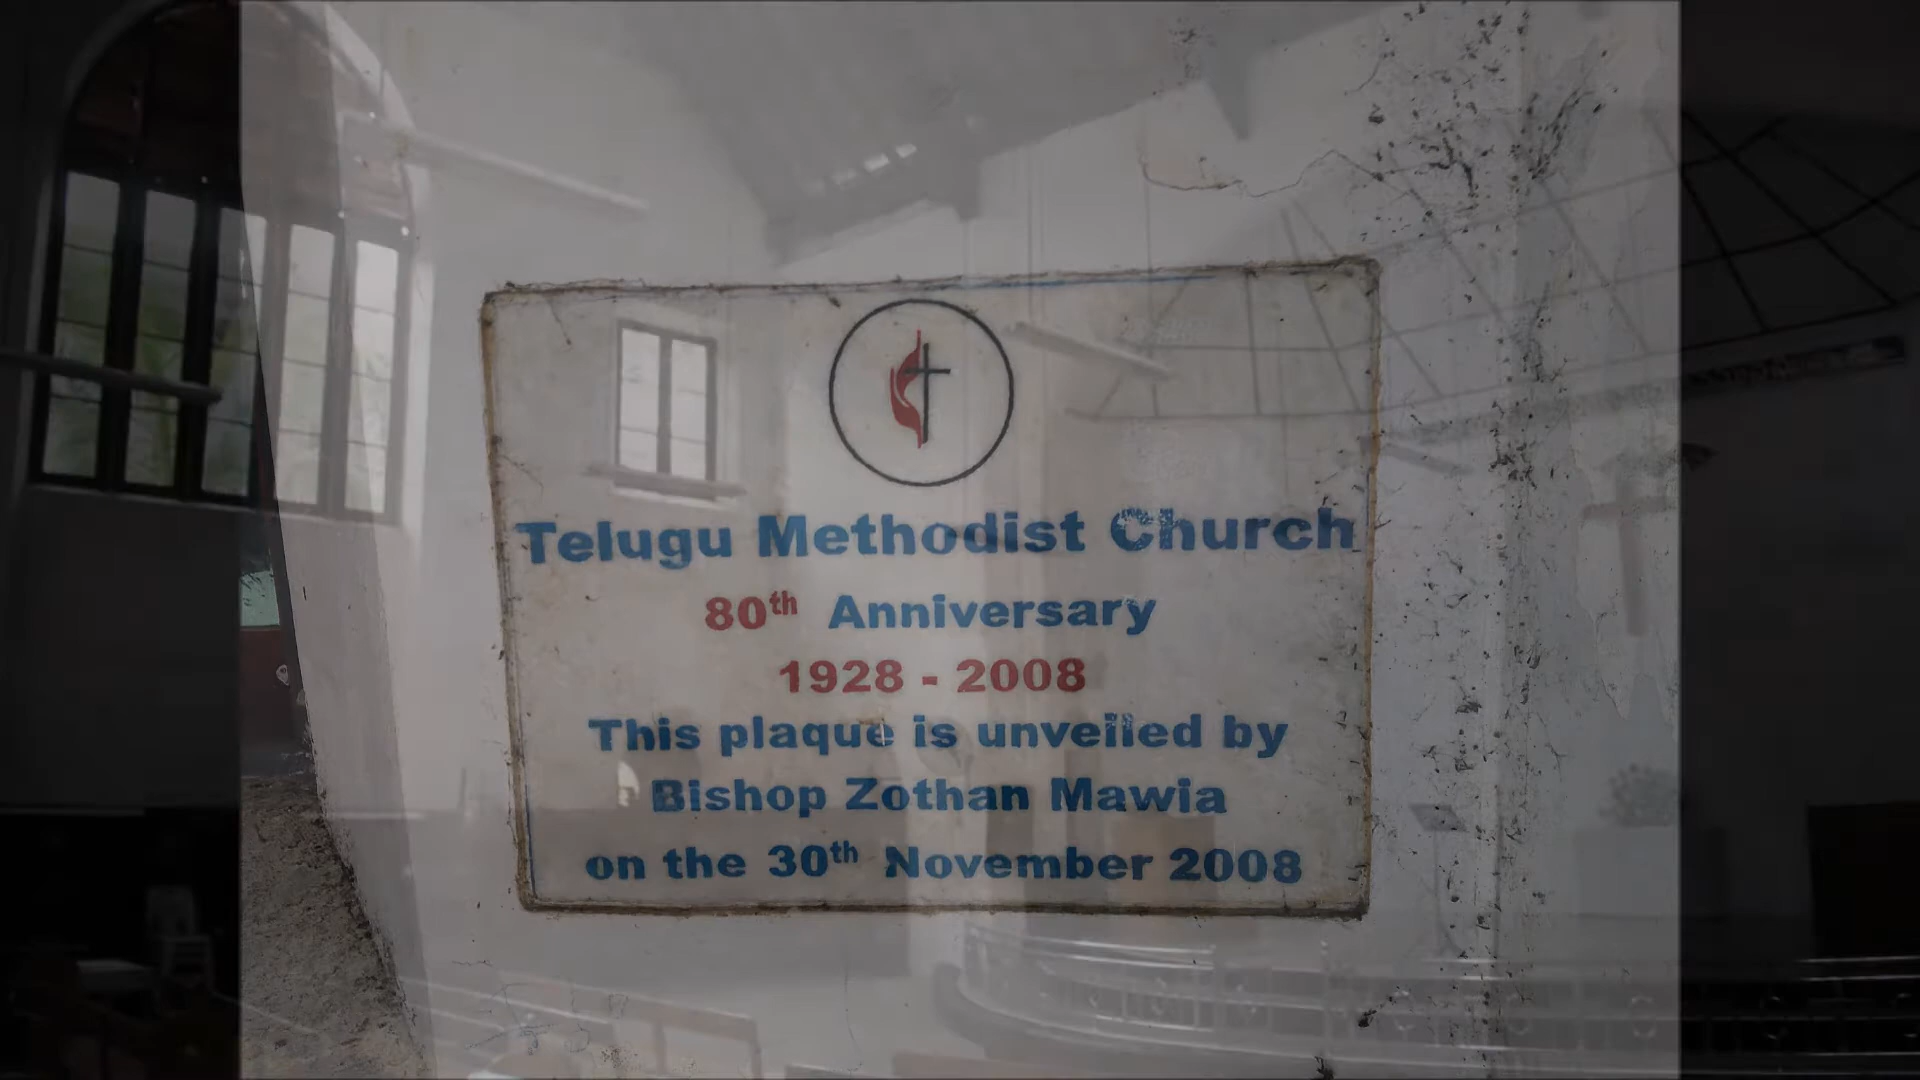 Telugu Methodist Church
80th Anniversary
1928 - 2008
This plaque is unveiled by
Bishop Zothan Mawia
on the 30th November 2008